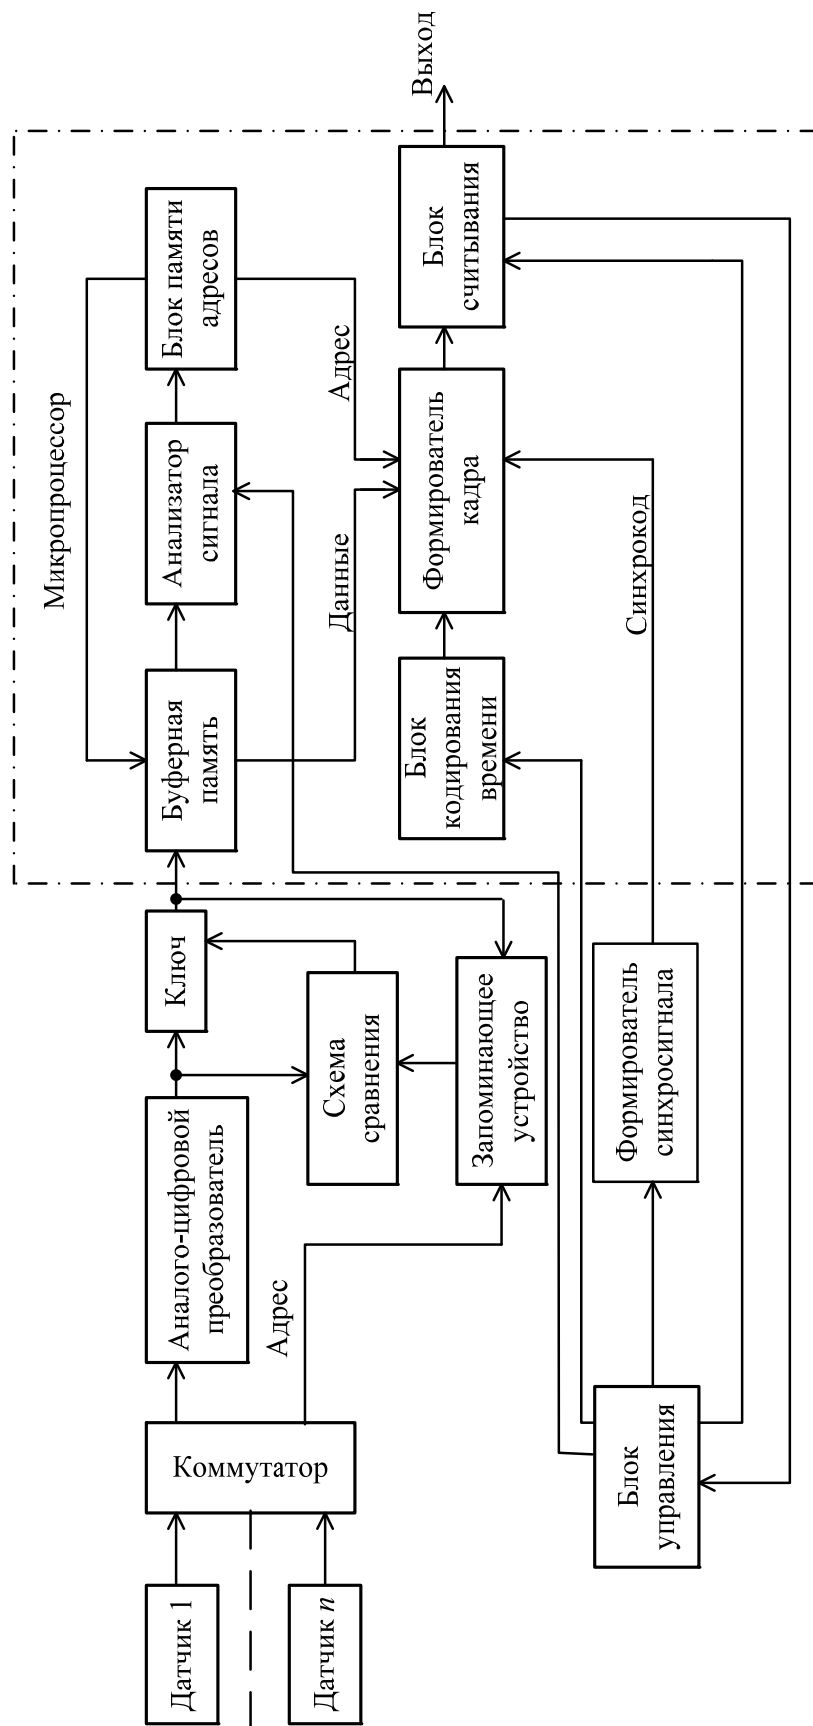 Микропроцессор
Датчик 1
Датчик n
Коммутатор
Аналого-цифровой
преобразователь
Адрес
Ключ
Схема
сравнения
Запоминающее
устройство
Буферная
память
Анализатор
сигнала
Блок памяти
адресов
Данные
Адрес
Блок
кодирования
времени
Формирователь
кадра
Блок
считывания
Выход
Блок
управления
Формирователь
синхросигнала
Синхрокод